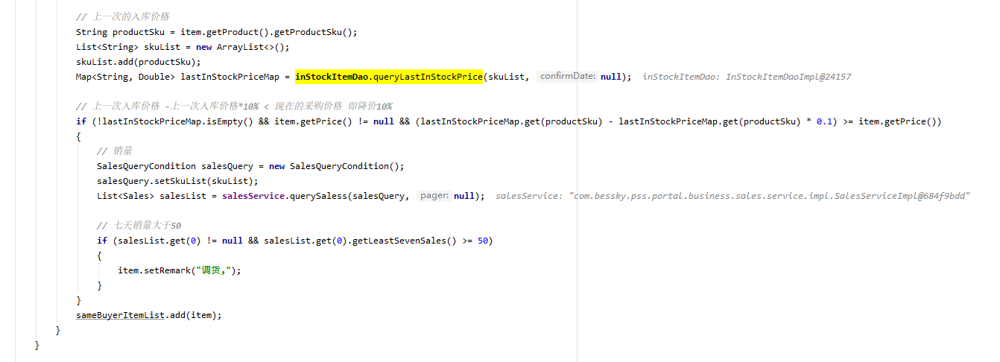 // 上一次的入库价格
String productSku = item.getProduct().getProductSku();
List<String> skuList = new ArrayList<>();
skuList.add(productSku);
Map<String, Double> lastInStockPriceMap = inStockItemDao.queryLastInStockPrice(skuList, confirmDate: null); inStockItemDao: InStockItemDaoImpl@24157
// 上一次入库价格 -上一次入库价格*10% < 现在的采购价格 即降价10%
if (!lastInStockPriceMap.isEmpty() && item.getPrice() != null && (lastInStockPriceMap.get(productSku) - lastInStockPriceMap.get(productSku) * 0.1) >= item.getPrice())
{
// 销量
SalesQueryCondition salesQuery = new SalesQueryCondition();
salesQuery.setSkuList(skuList);
List<Sales> salesList = salesService.querySaless(salesQuery, pager: null); salesService: "com.bessky.pss.portal.business.sales.service.impl.SalesServiceImpl@684f9bdd"
// 七天销量大于50
if (salesList.get(0) != null && salesList.get(0).getLeastSevenSales() >= 50)
{
item.setRemark("调货,");
}
}
sameBuyerItemList.add(item);
}
}